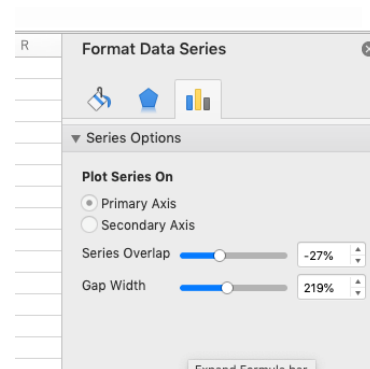 R
Format Data Series
Series Options
Plot Series On
Primary Axis
Secondary Axis
Series Overlap -27%
Gap Width 219%
Expand Formula bar